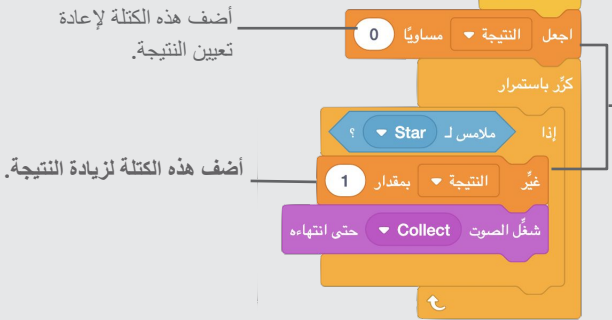 أضف هذه الكتلة لإعادة
تعيين النتيجة.
اجعل النتيجة مساويًا 0
كرِّر باستمرار
إذا ملامس لـ Star ؟
أضف هذه الكتلة لزيادة النتيجة.
غيِّر النتيجة بمقدار 1
شغِّل الصوت Collect حتى انتهاءه